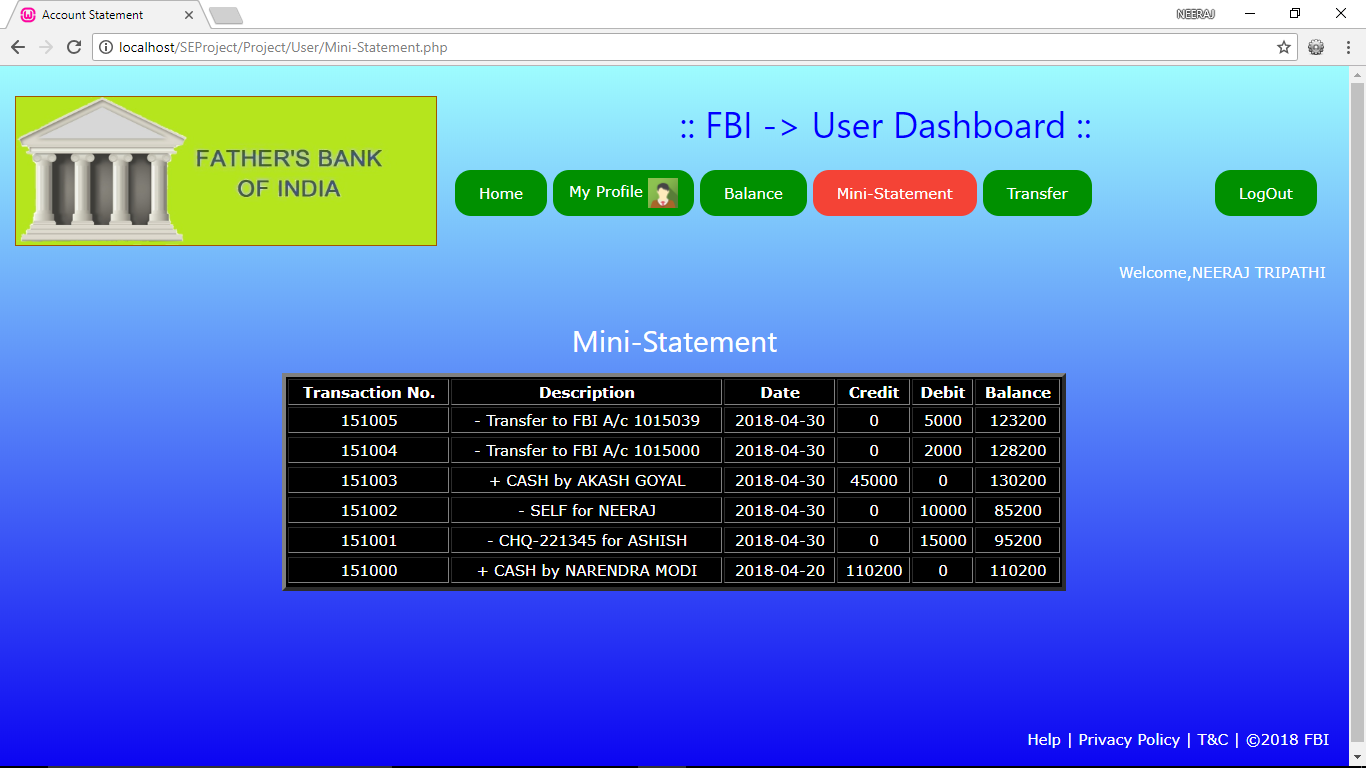 Account Statement
NEERAJ
localhost/SEProject/Project/User/Mini-Statement.php
FATHER'S BANK
OF INDIA
:: FBI -> User Dashboard ::
Home My Profile Balance Mini-Statement Transfer LogOut
Welcome,NEERAJ TRIPATHI
Mini-Statement
Transaction No. Description Date Credit Debit Balance
151005 - Transfer to FBI A/c 1015039 2018-04-30 0 5000 123200
151004 - Transfer to FBI A/c 1015000 2018-04-30 0 2000 128200
151003 + CASH by AKASH GOYAL 2018-04-30 45000 0 130200
151002 - SELF for NEERAJ 2018-04-30 0 10000 85200
151001 - CHQ-221345 for ASHISH 2018-04-30 0 15000 95200
151000 + CASH by NARENDRA MODI 2018-04-20 110200 0 110200
Help | Privacy Policy | T&C | ©2018 FBI